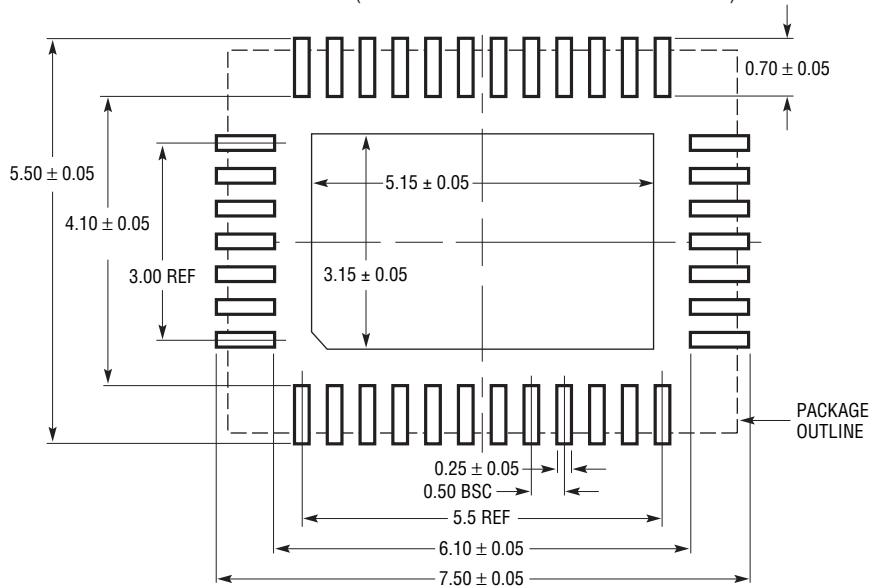 0.70 ± 0.05
5.50 ± 0.05
5.15 ± 0.05
4.10 ± 0.05
3.00 REF
3.15 ± 0.05
PACKAGE
OUTLINE
0.25 ± 0.05
0.50 BSC
5.5 REF
6.10 ± 0.05
7.50 ± 0.05